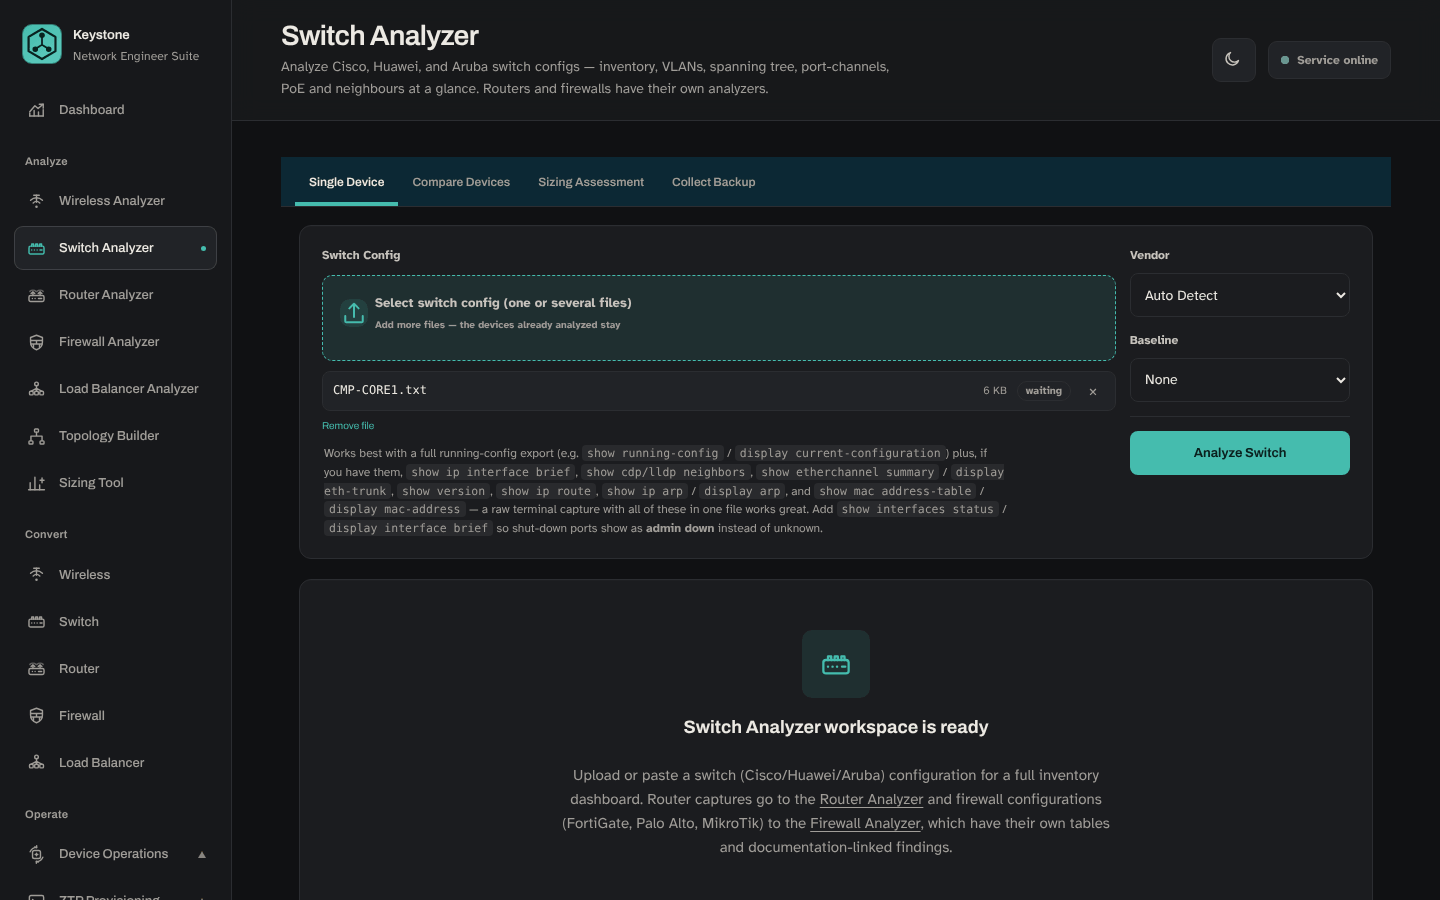 Keystone
Network Engineer Suite
Dashboard
Analyze
Wireless Analyzer
Switch Analyzer
Router Analyzer
Firewall Analyzer
Load Balancer Analyzer
Topology Builder
Sizing Tool
Convert
Wireless
Switch
Router
Firewall
Load Balancer
Operate
Device Operations
ZTP Provisioning
Switch Analyzer
Analyze Cisco, Huawei, and Aruba switch configs — inventory, VLANs, spanning tree, port-channels,
PoE and neighbours at a glance. Routers and firewalls have their own analyzers.
Service online
Single Device
Compare Devices
Sizing Assessment
Collect Backup
Switch Config
Select switch config (one or several files)
Add more files — the devices already analyzed stay
CMP-CORE1.txt 6 KB waiting ×
Remove file
Works best with a full running-config export (e.g. show running-config / display current-configuration ) plus, if
you have them, show ip interface brief , show cdp/lldp neighbors , show etherchannel summary / display
eth-trunk , show version , show ip route , show ip arp / display arp , and show mac address-table /
display mac-address — a raw terminal capture with all of these in one file works great. Add show interfaces status /
display interface brief so shut-down ports show as admin down instead of unknown.
Vendor
Auto Detect
Baseline
None
Analyze Switch
Switch Analyzer workspace is ready
Upload or paste a switch (Cisco/Huawei/Aruba) configuration for a full inventory
dashboard. Router captures go to the Router Analyzer and firewall configurations
(FortiGate, Palo Alto, MikroTik) to the Firewall Analyzer, which have their own tables
and documentation-linked findings.